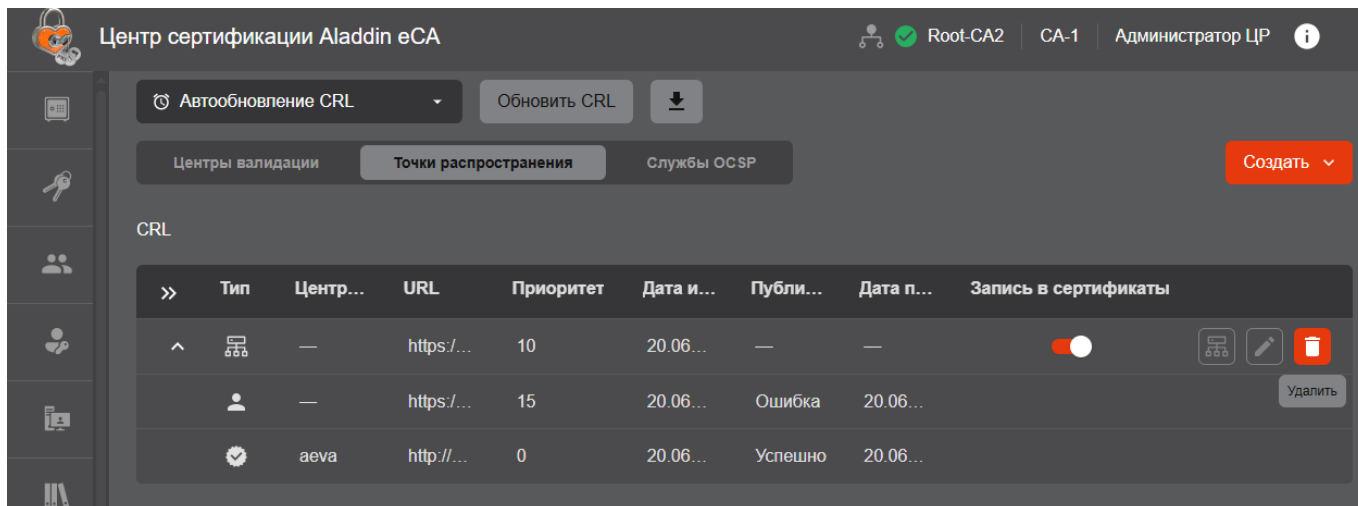 Центр сертификации Aladdin eCA
Root-CA2 CA-1 Администратор ЦР i
Автообновление CRL Обновить CRL
Центры валидации Точки распространения Службы OCSP Создать
CRL
Тип Центр... URL Приоритет Дата и... Публи... Дата п... Запись в сертификаты
— https:/... 10 20.06... — —
— https:/... 15 20.06... Ошибка 20.06...
Удалить
aeva http://... 0 20.06... Успешно 20.06...